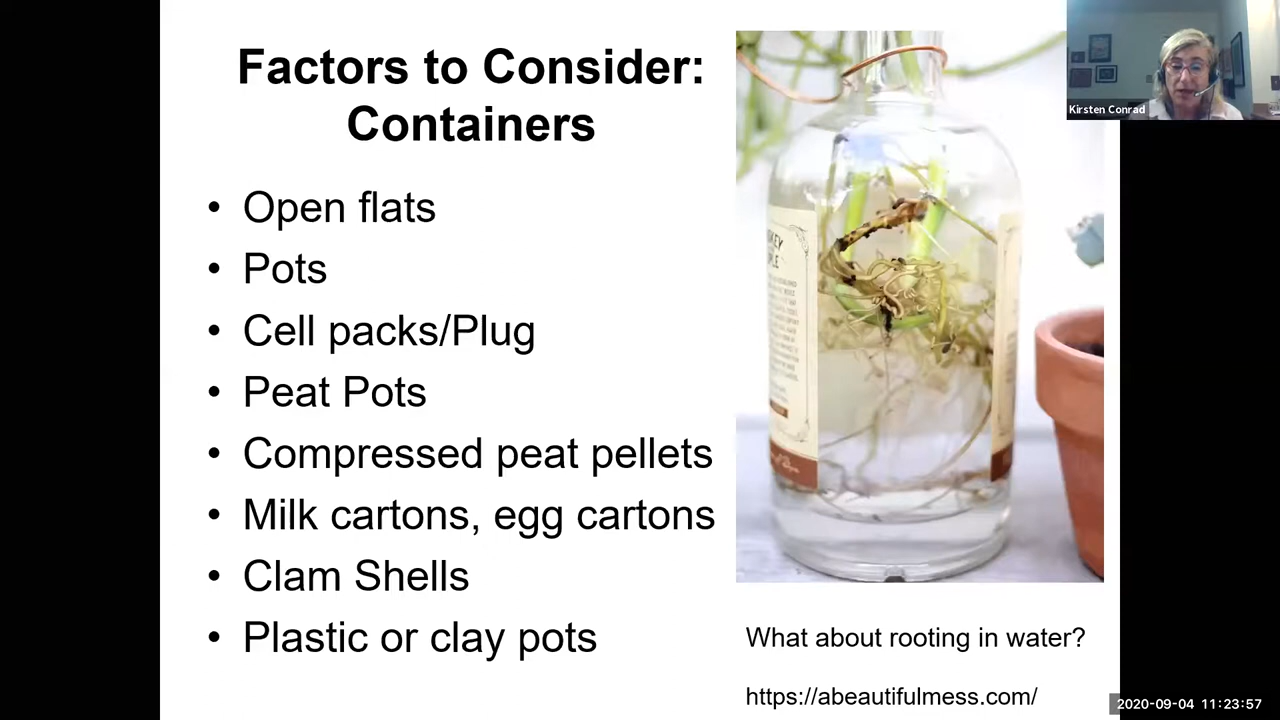 Factors to Consider:
Containers
• Open flats
• Pots
• Cell packs/Plug
• Peat Pots
• Compressed peat pellets
• Milk cartons, egg cartons
• Clam Shells
• Plastic or clay pots
What about rooting in water?
https://abeautifulmess.com/
Kirsten Conrad
2020-09-04 11:23:57